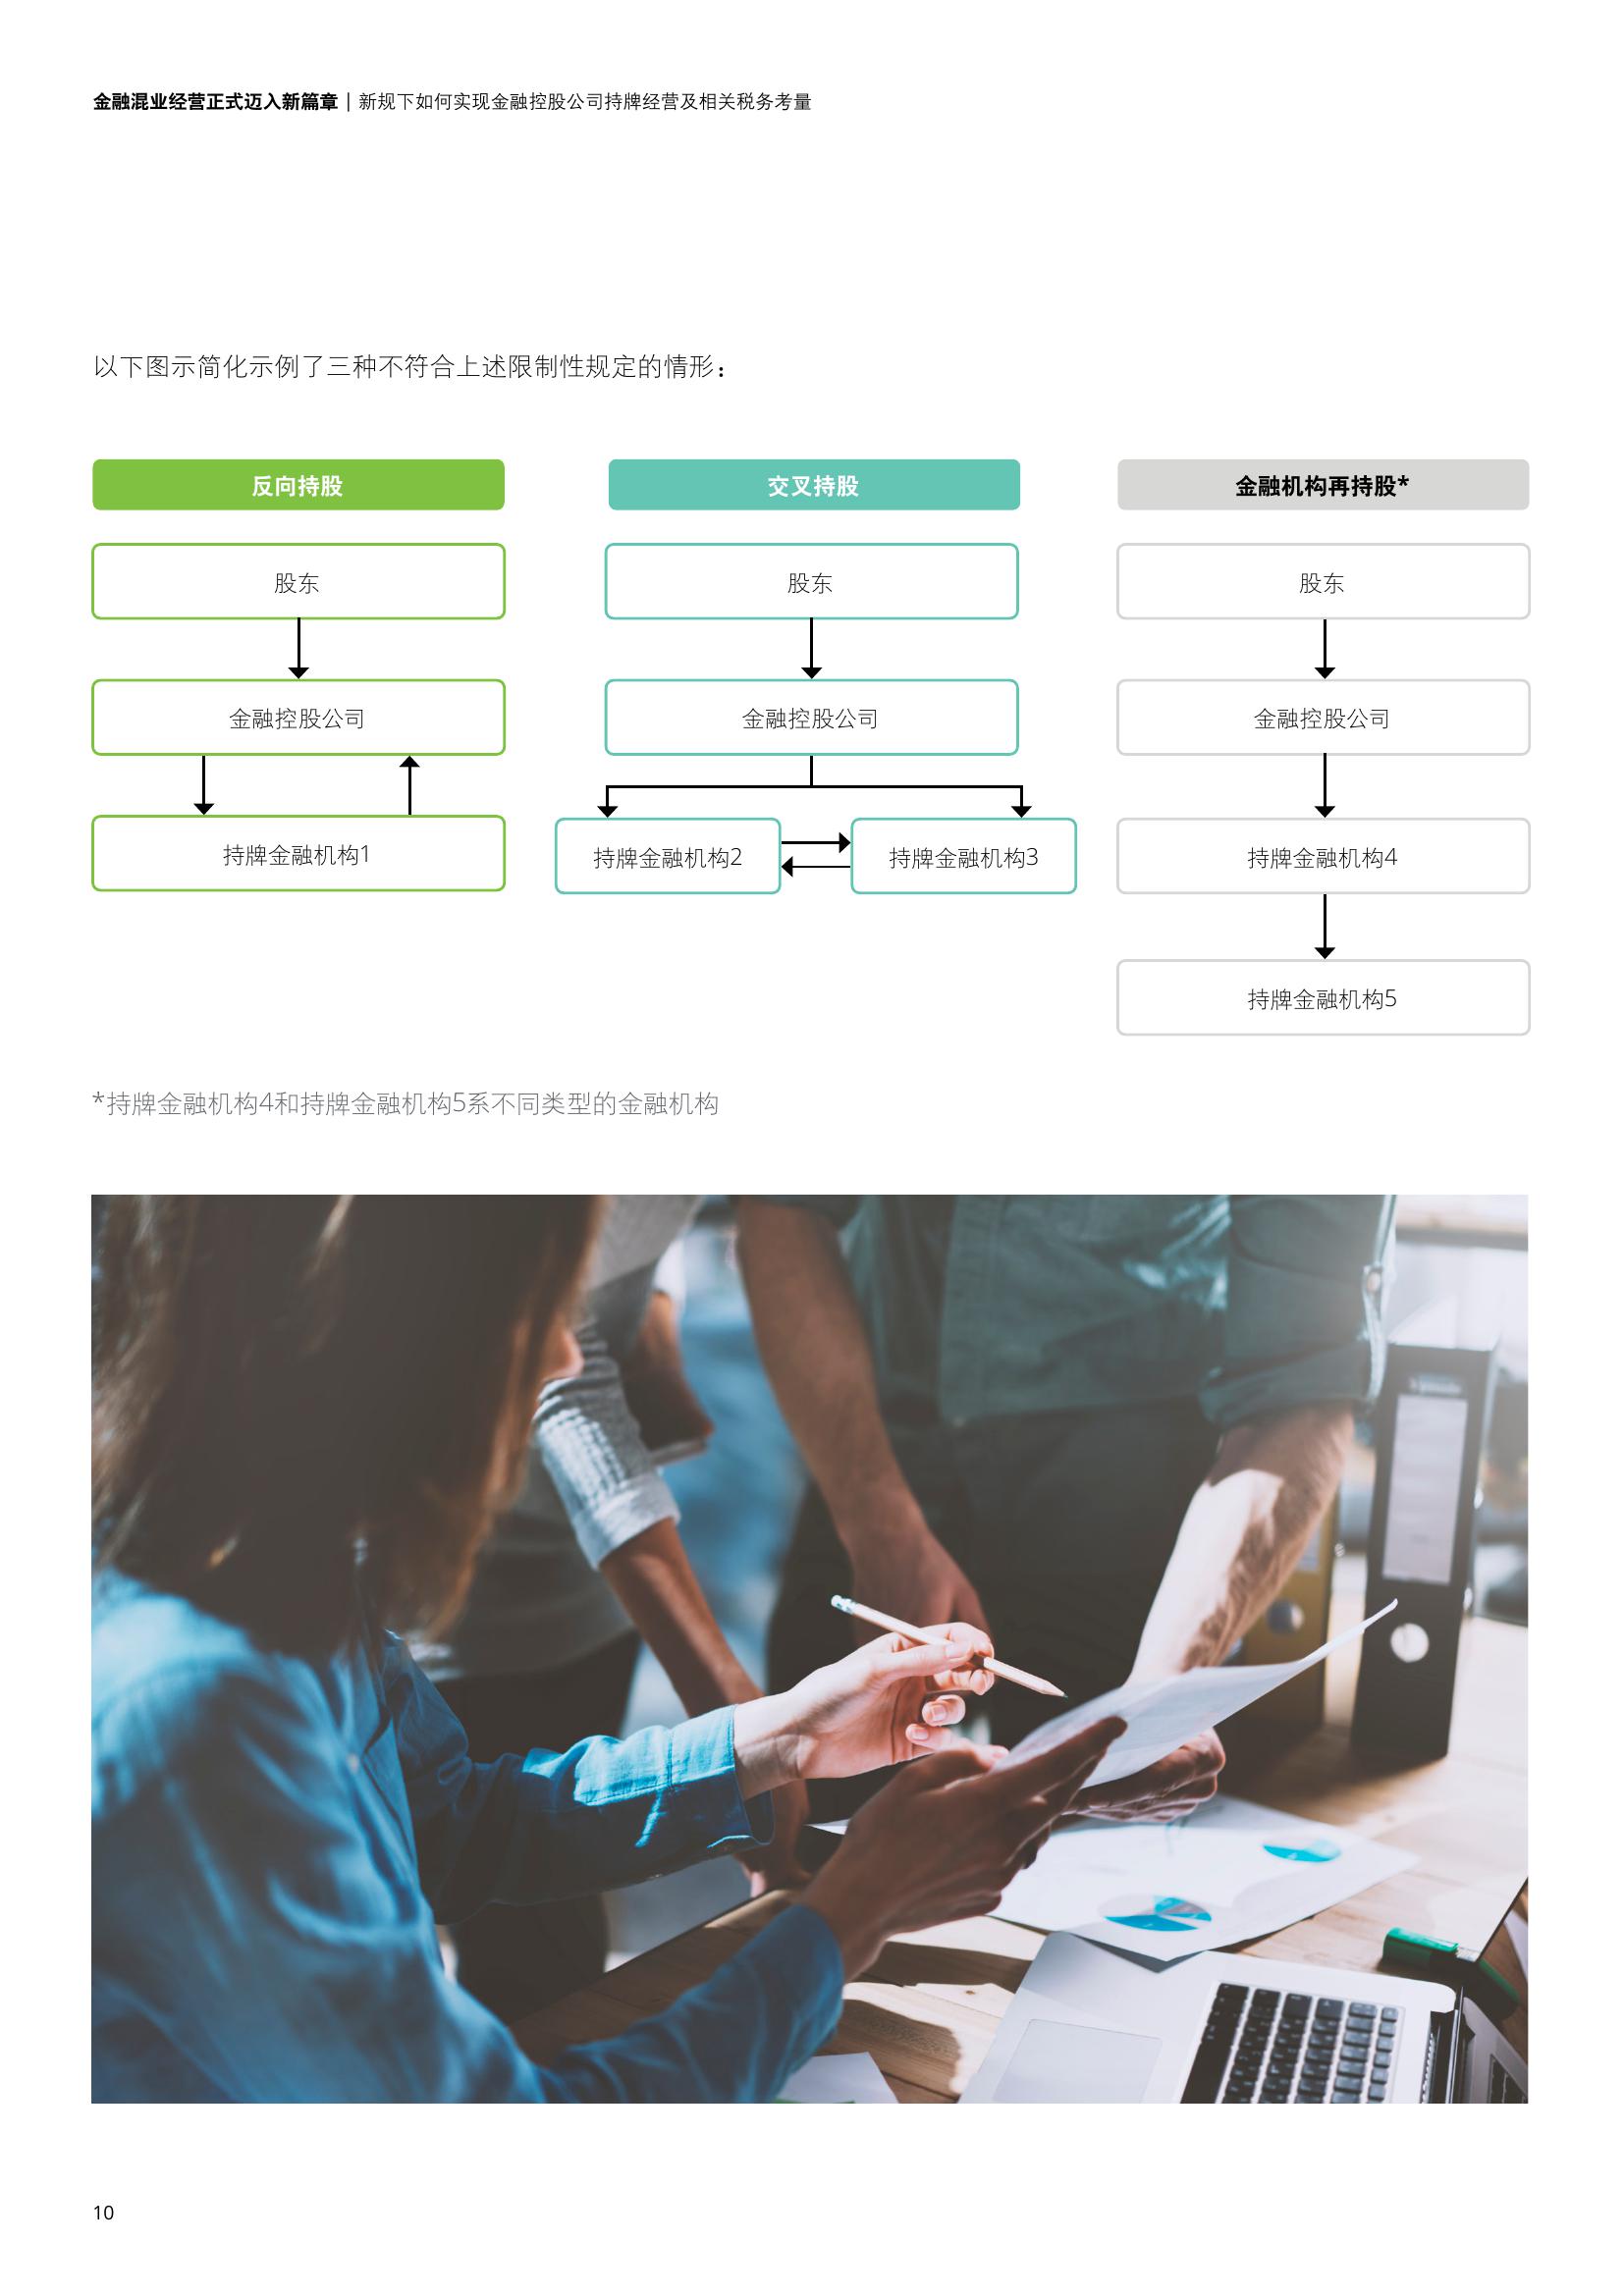 金融混业经营正式迈入新篇章 | 新规下如何实现金融控股公司持牌经营及相关税务考量
以下图示简化示例了三种不符合上述限制性规定的情形：
反向持股
股东
金融控股公司
持牌金融机构1
交叉持股
股东
金融控股公司
持牌金融机构2
持牌金融机构3
金融机构再持股*
股东
金融控股公司
持牌金融机构4
持牌金融机构5
*持牌金融机构4和持牌金融机构5系不同类型的金融机构
10